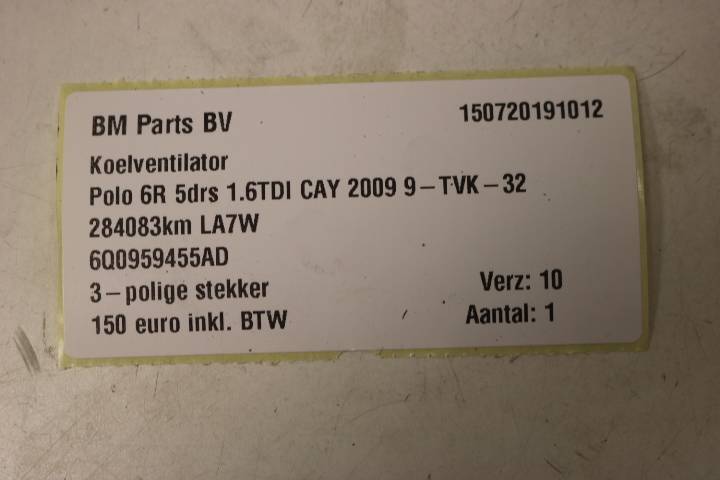 BM Parts BV 150720191012
Koelventilator
Polo 6R 5drs 1.6TDI CAY 2009 9-TVK-32
284083km LA7W
6Q0959455AD
3-polige stekker Verz: 10
150 euro inkl. BTW Aantal: 1